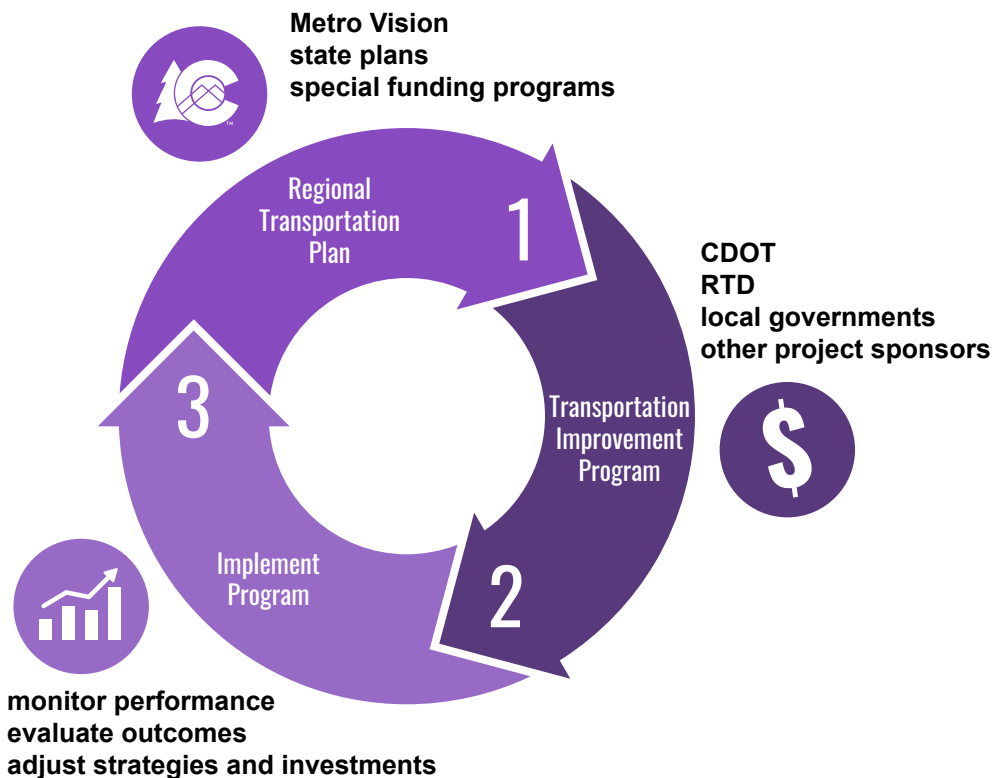 Metro Vision
state plans
special funding programs
Regional
Transportation
Plan
1
CDOT
RTD
local governments
other project sponsors
$
Transportation
Improvement
Program
2
3
Implement
Program
monitor performance
evaluate outcomes
adjust strategies and investments